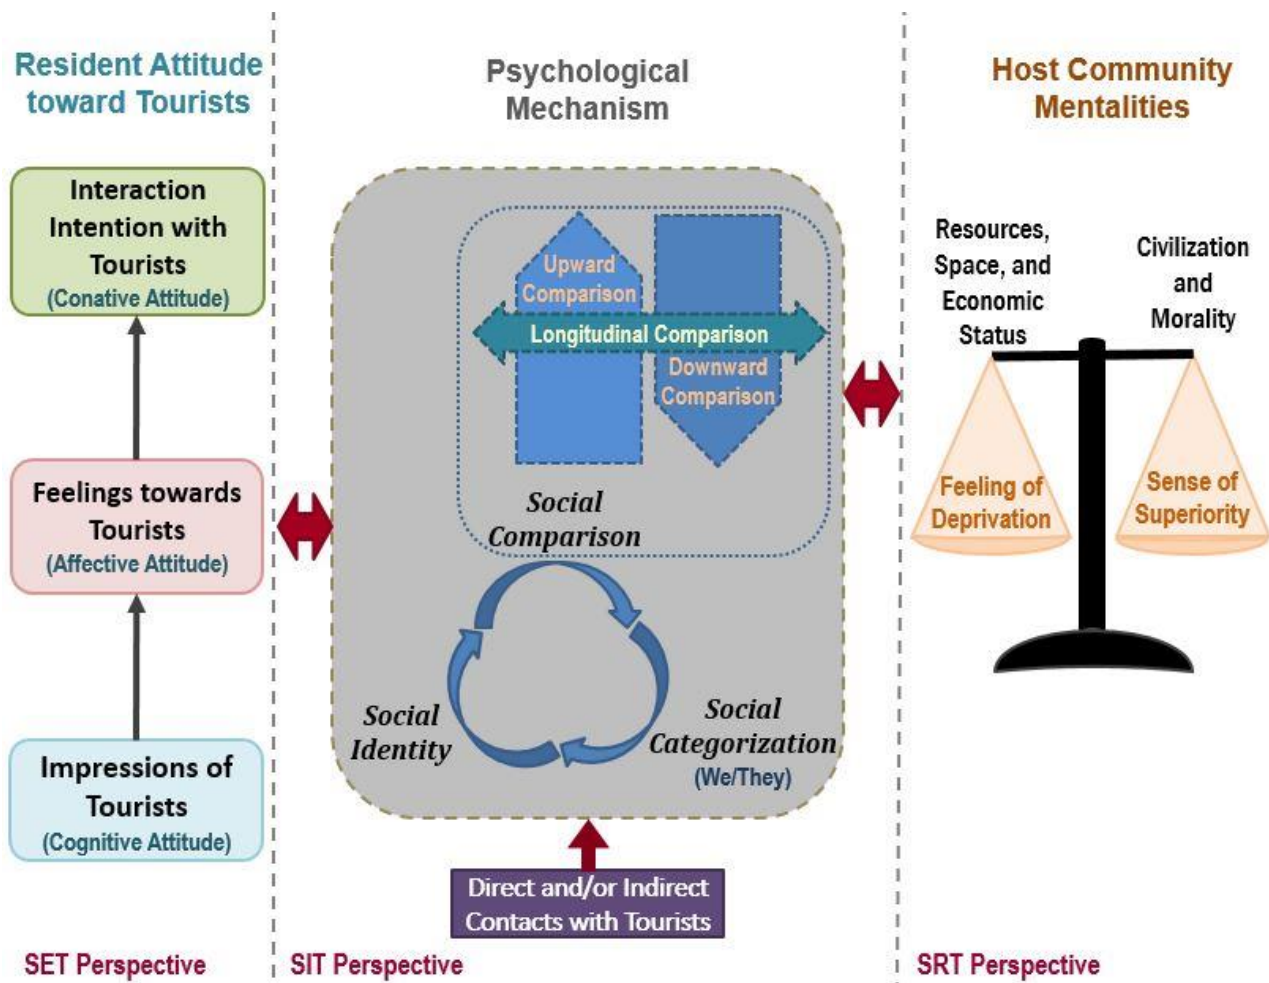 Resident Attitude
toward Tourists
Interaction
Intention with
Tourists
(Conative Attitude)
Feelings towards
Tourists
(Affective Attitude)
Impressions of
Tourists
(Cognitive Attitude)
SET Perspective
Psychological
Mechanism
Upward
Comparison
Longitudinal Comparison
Downward
Comparison
Social
Comparison
Social
Identity
Social
Categorization
(We/They)
Direct and/or Indirect
Contacts with Tourists
SIT Perspective
Host Community
Mentalities
Resources,
Space, and
Economic
Status
Civilization
and
Morality
Feeling of
Deprivation
Sense of
Superiority
SRT Perspective